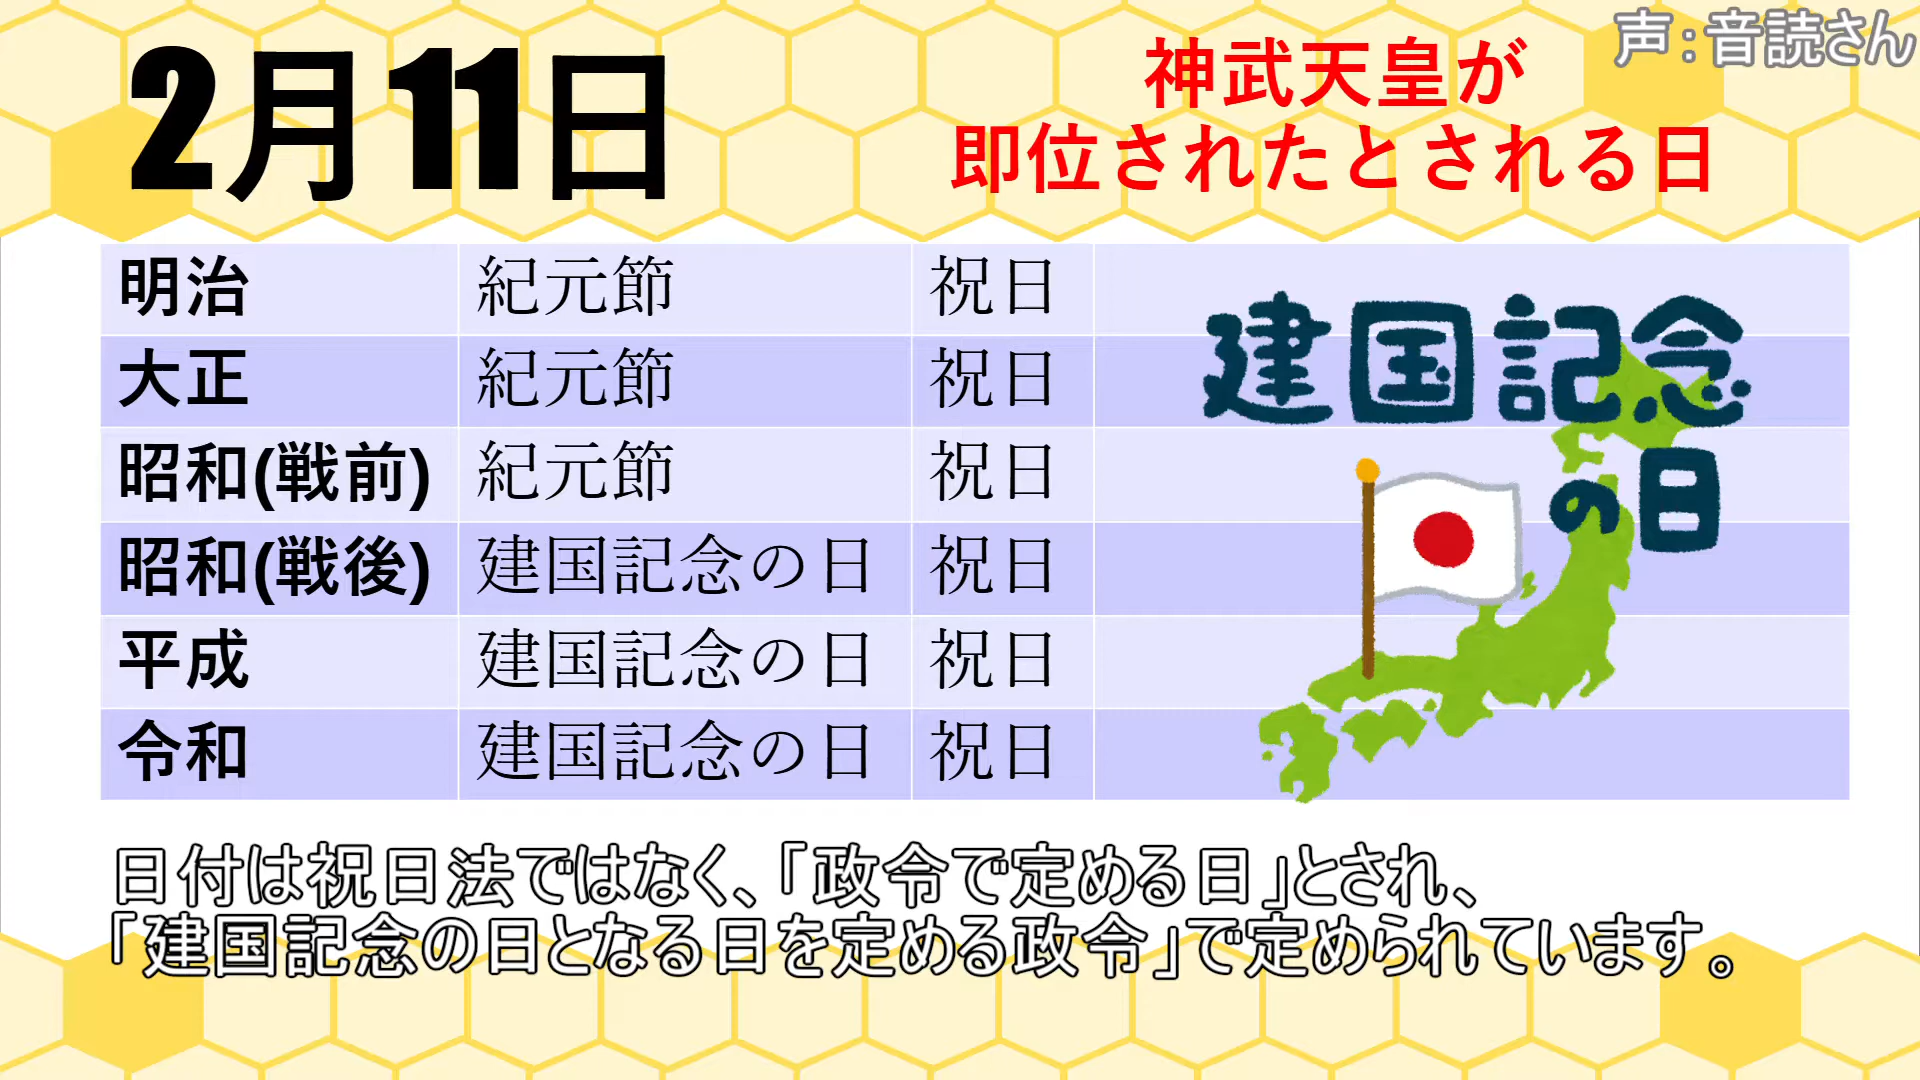 声：音読さん
2月11日
神武天皇が
即位されたとされる日
明治 紀元節 祝日
大正 紀元節 祝日
昭和(戦前) 紀元節 祝日
昭和(戦後) 建国記念の日 祝日
平成 建国記念の日 祝日
令和 建国記念の日 祝日
建国記念
の日
日付は祝日法ではなく、「政令で定める日」とされ、
「建国記念の日となる日を定める政令」で定められています。